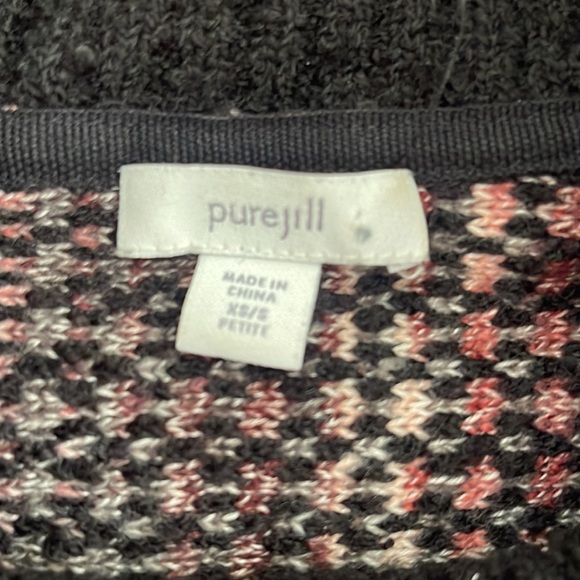 purejill
MADE IN
CHINA
XS/S
PETITE